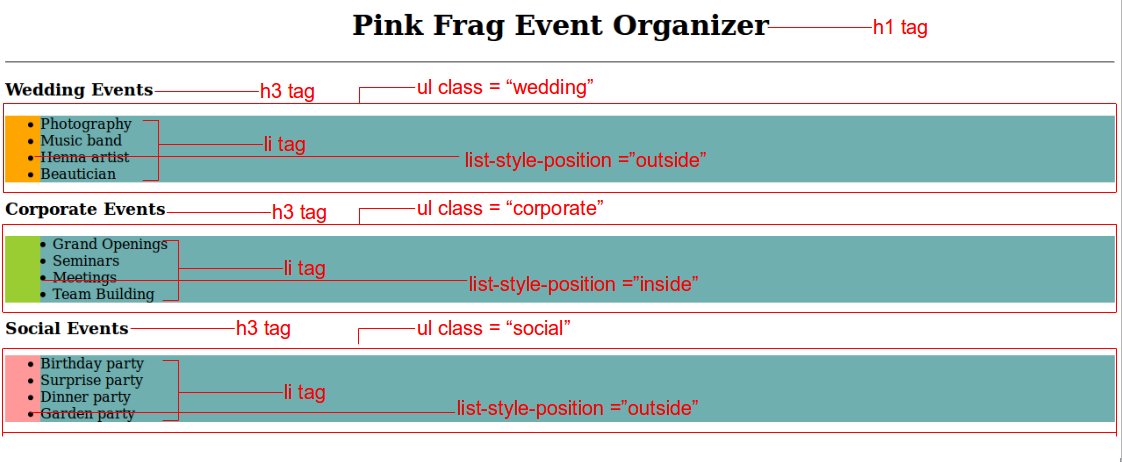 Pink Frag Event Organizer h1 tag
Wedding Events h3 tag ul class = “wedding”
• Photography
• Music band li tag
• Henna artist list-style-position =”outside”
• Beautician
Corporate Events h3 tag ul class = “corporate”
• Grand Openings
• Seminars li tag
• Meetings list-style-position =”inside”
• Team Building
Social Events h3 tag ul class = “social”
• Birthday party
• Surprise party
• Dinner party li tag
• Garden party list-style-position =”outside”